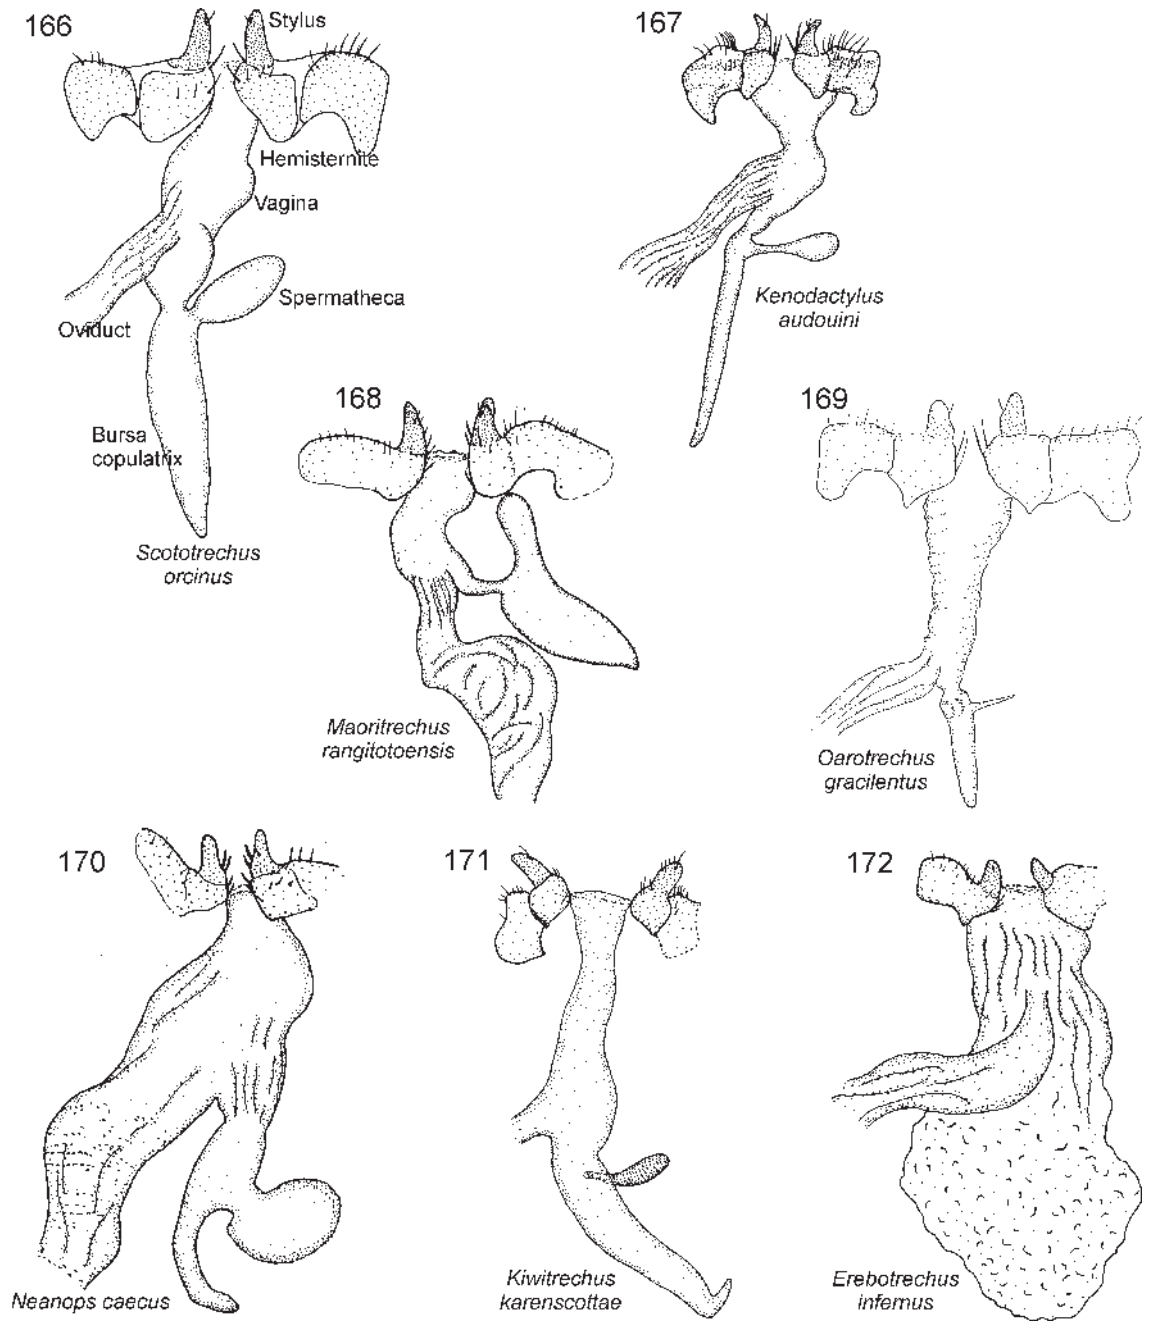 166
Stylus
Hemisternite
Vagina
Spermatheca
Oviduct
Bursa
copulatrix
Scototrechus
orcinus
167
Kenodactylus
audouini
168
Maoritrechus
rangitotoensis
169
Oarotrechus
gracilentus
170
Neanops caecus
171
Kiwitrechus
karenscottae
172
Erebotrechus
infernus